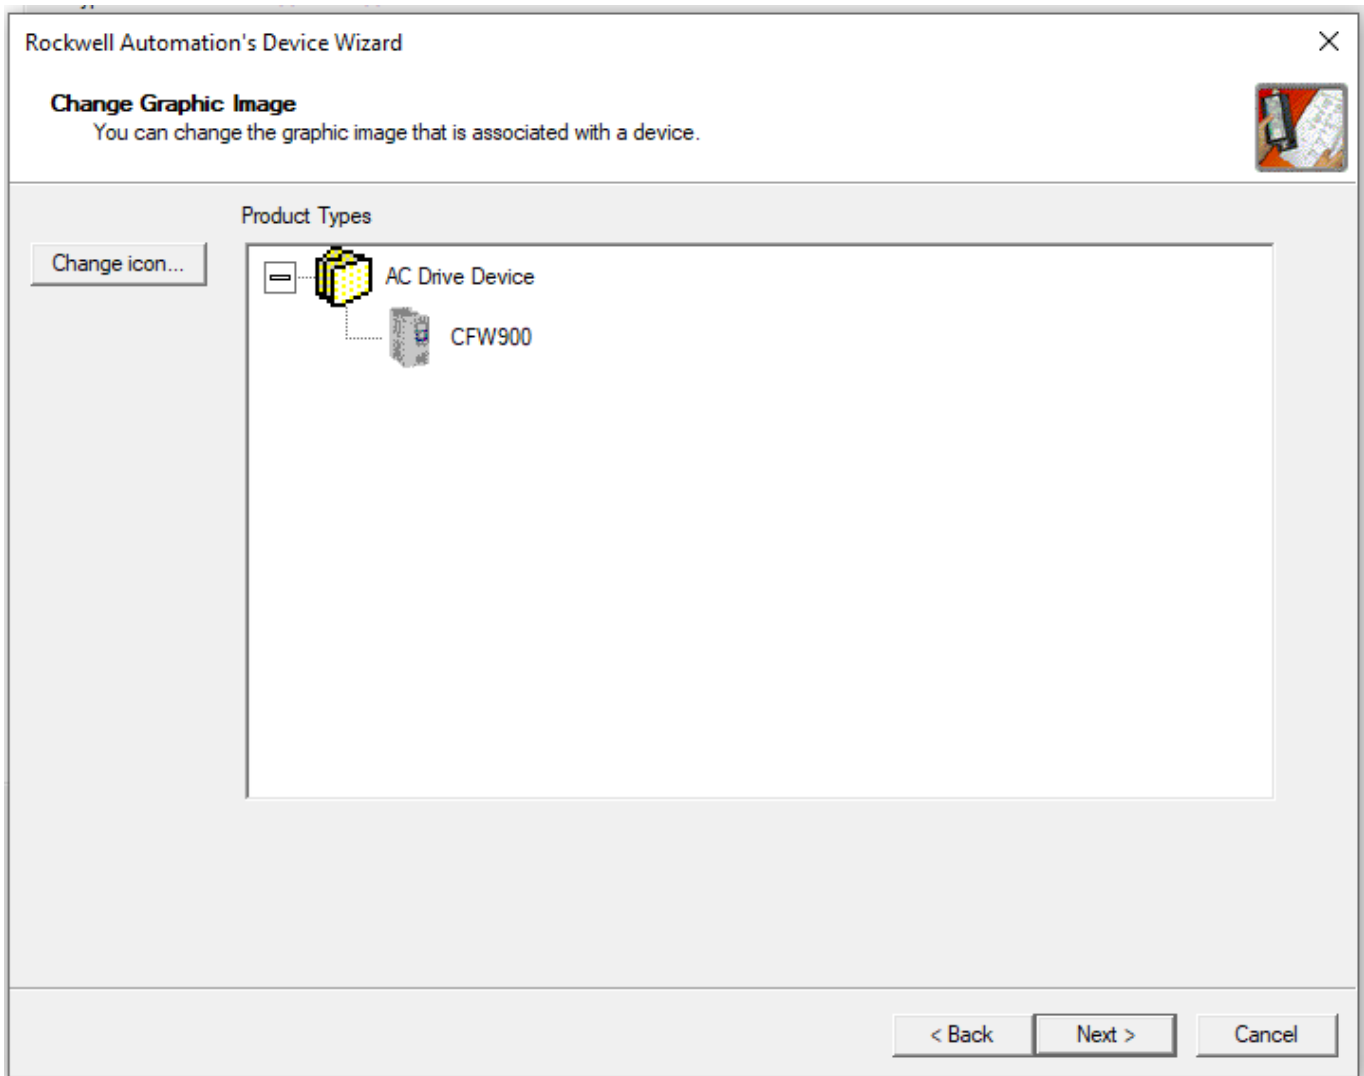 Rockwell Automation's Device Wizard
Change Graphic Image
You can change the graphic image that is associated with a device.
Product Types
Change icon...
AC Drive Device
CFW900
< Back
Next >
Cancel